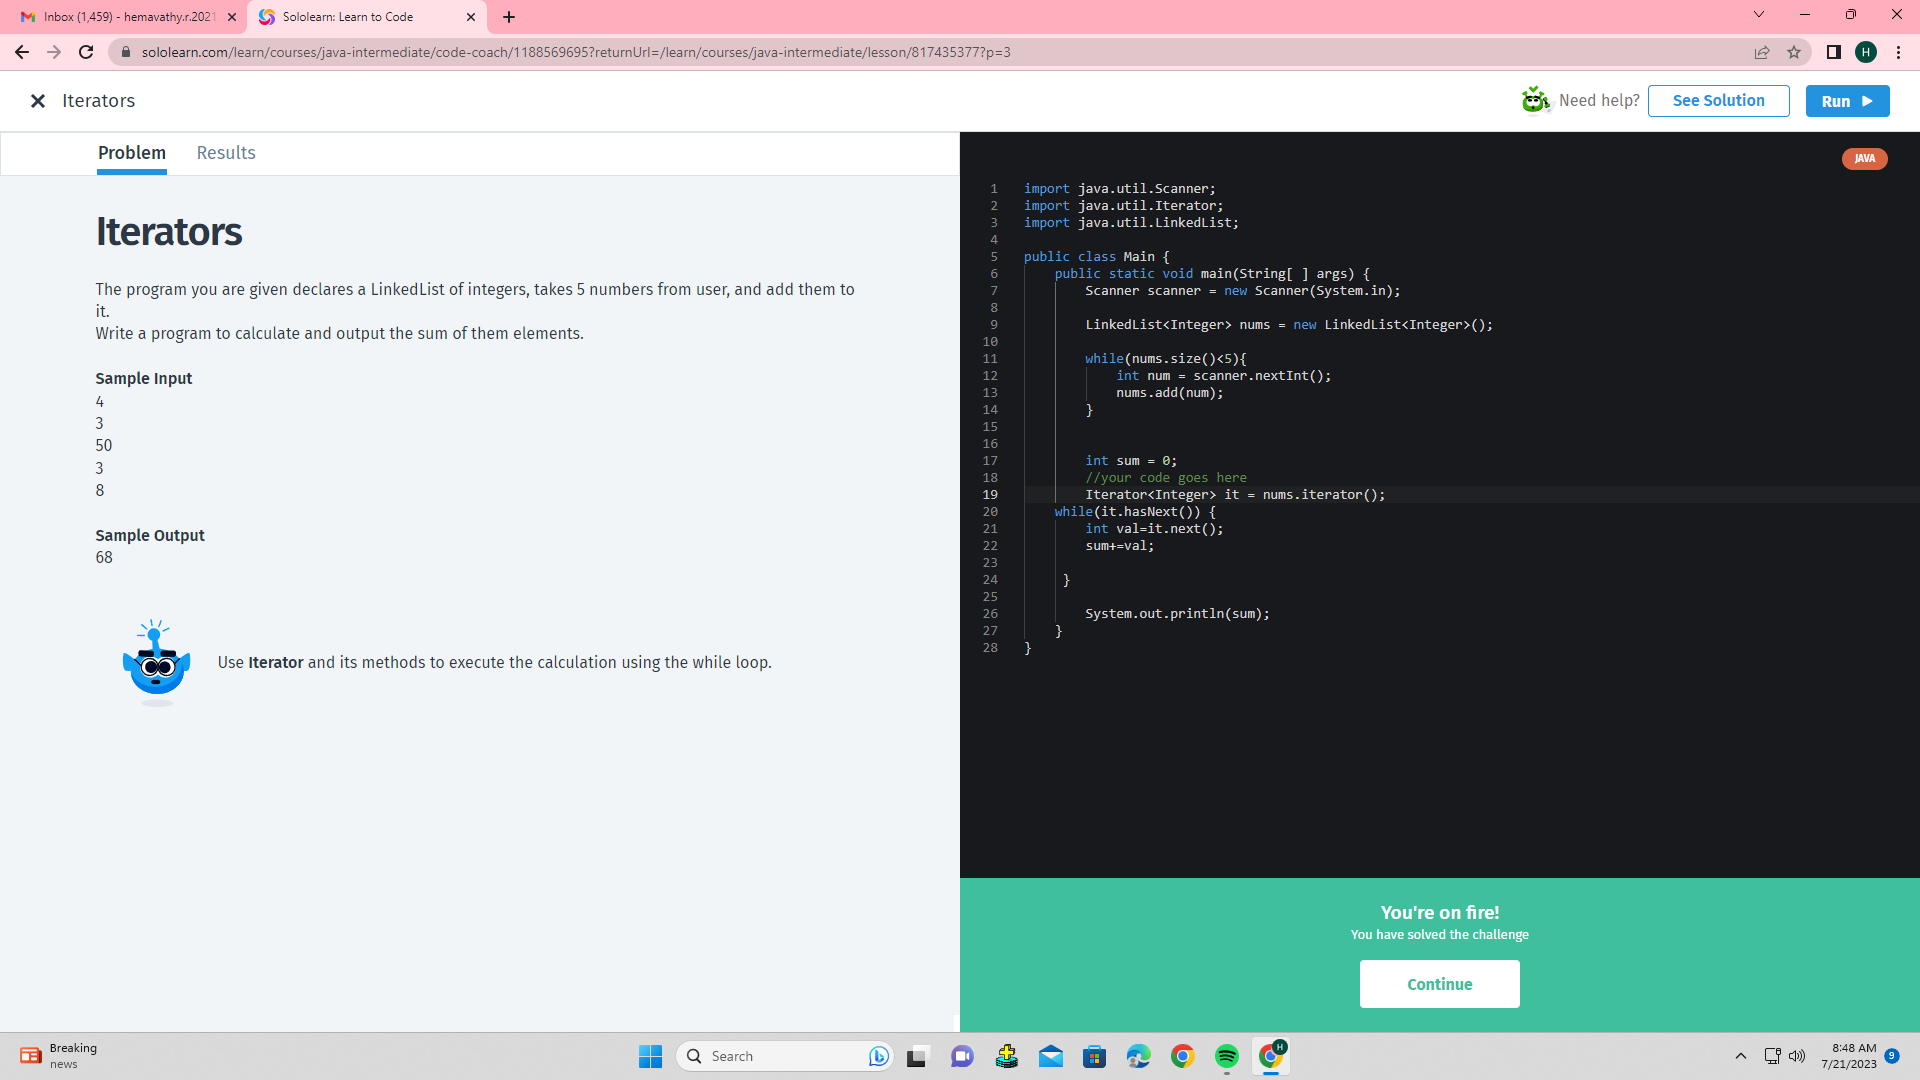 Inbox (1,459) - hemavathy.r.2021
Sololearn: Learn to Code
sololearn.com/learn/courses/java-intermediate/code-coach/1188569695?returnUrl=/learn/courses/java-intermediate/lesson/817435377?p=3
H
Iterators
Need help?
See Solution
Run
Problem
Results
Iterators
The program you are given declares a LinkedList of integers, takes 5 numbers from user, and add them to
it.
Write a program to calculate and output the sum of them elements.
Sample Input
4
3
50
3
8
Sample Output
68
Use Iterator and its methods to execute the calculation using the while loop.
JAVA
1 import java.util.Scanner;
2 import java.util.Iterator;
3 import java.util.LinkedList;
4
5 public class Main {
6 public static void main(String[ ] args) {
7 Scanner scanner = new Scanner(System.in);
8
9 LinkedList<Integer> nums = new LinkedList<Integer>();
10
11 while(nums.size()<5){
12 int num = scanner.nextInt();
13 nums.add(num);
14 }
15
16
17 int sum = 0;
18 //your code goes here
19 Iterator<Integer> it = nums.iterator();
20 while(it.hasNext()) {
21 int val=it.next();
22 sum+=val;
23
24 }
25
26 System.out.println(sum);
27 }
28 }
You're on fire!
You have solved the challenge
Continue
Breaking
news
Search
H
8:48 AM
7/21/2023
9